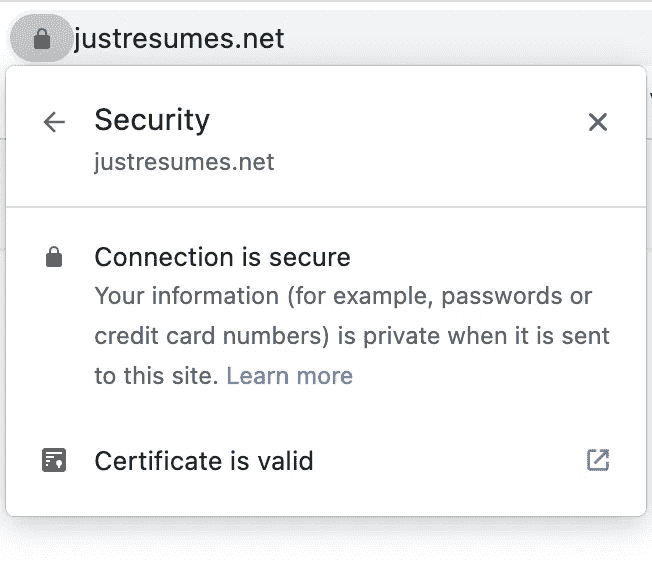 justresumes.net
Security
justresumes.net
Connection is secure
Your information (for example, passwords or
credit card numbers) is private when it is sent
to this site. Learn more
Certificate is valid